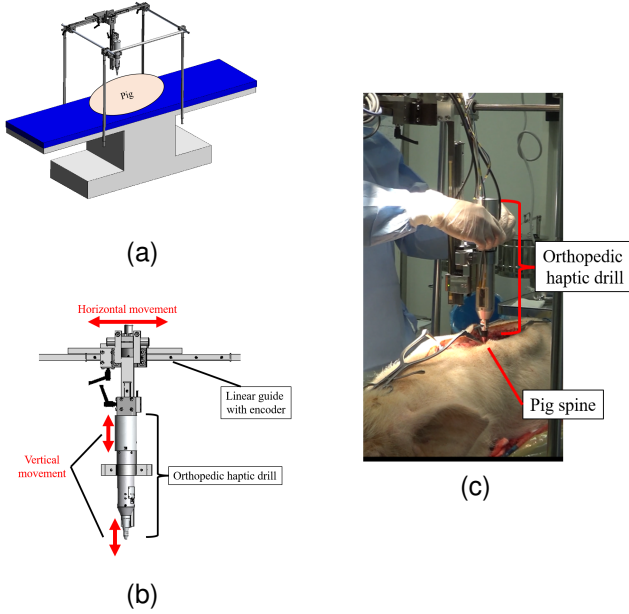 Pig
(a)
Horizontal movement
Linear guide
with encoder
Vertical
movement
Orthopedic haptic drill
(b)
Orthopedic
haptic drill
Pig spine
(c)